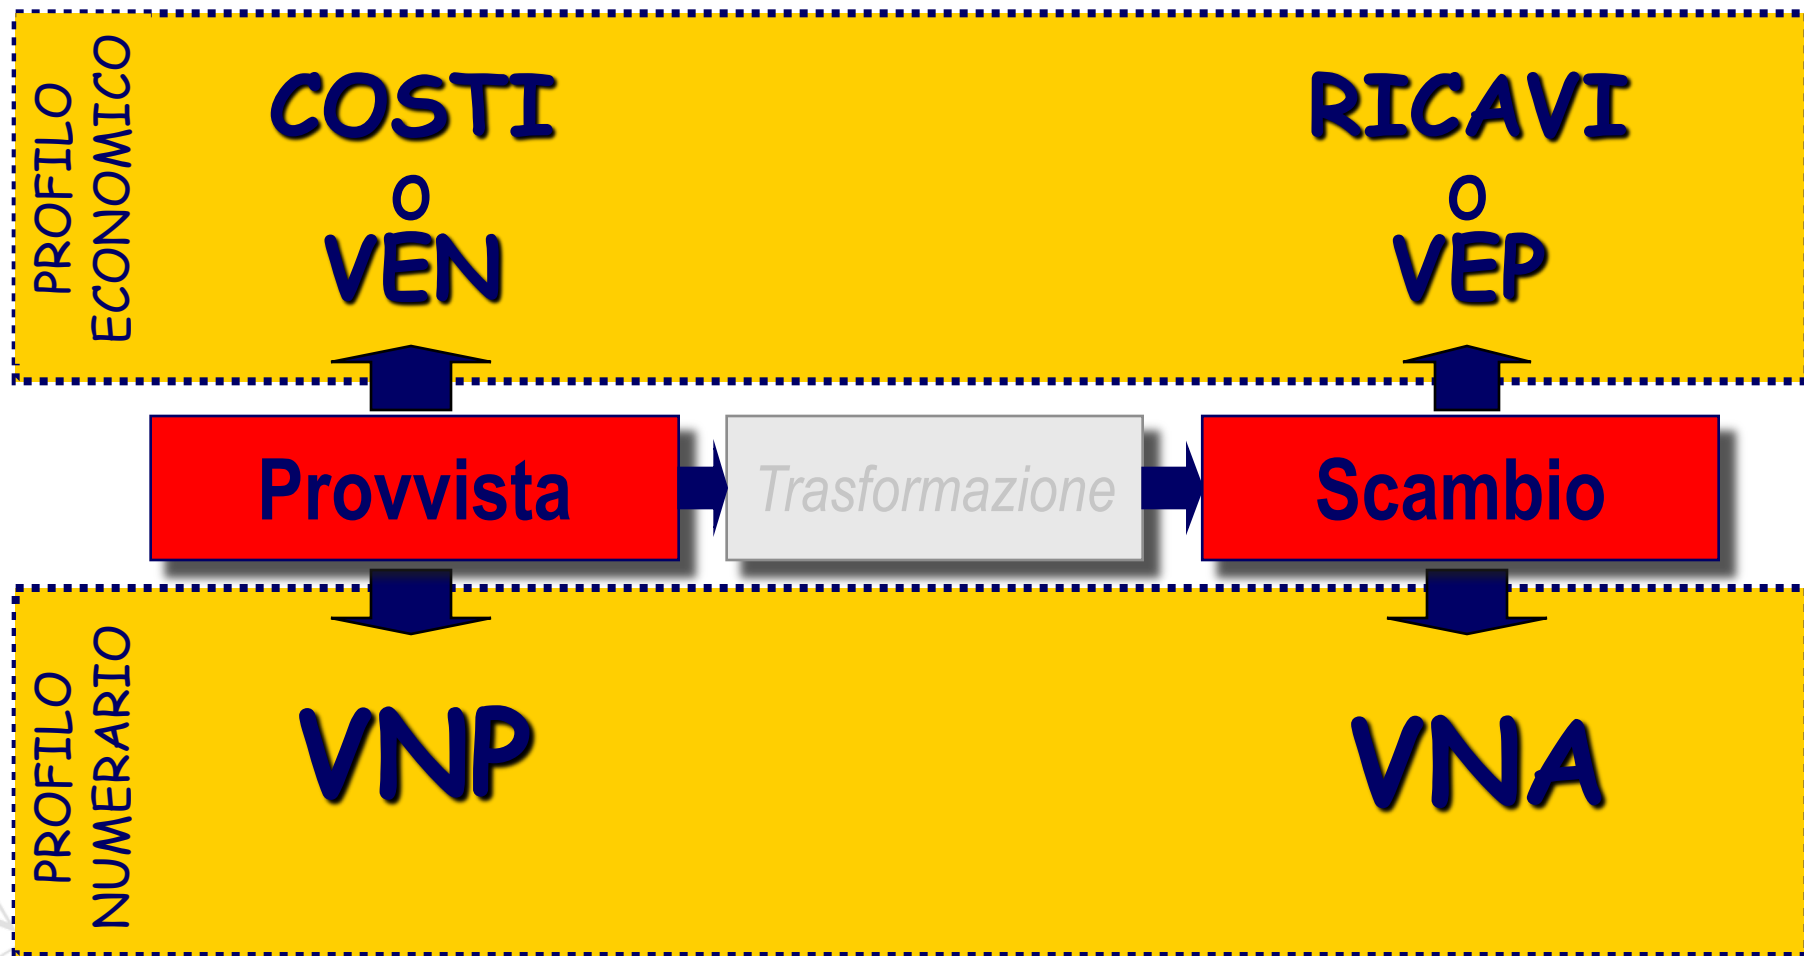 PROFILO
ECONOMICO
COSTI
o
VEN
RICAVI
o
VEP
Provvista
Trasformazione
Scambio
PROFILO
NUMERARIO
VNP
VNA